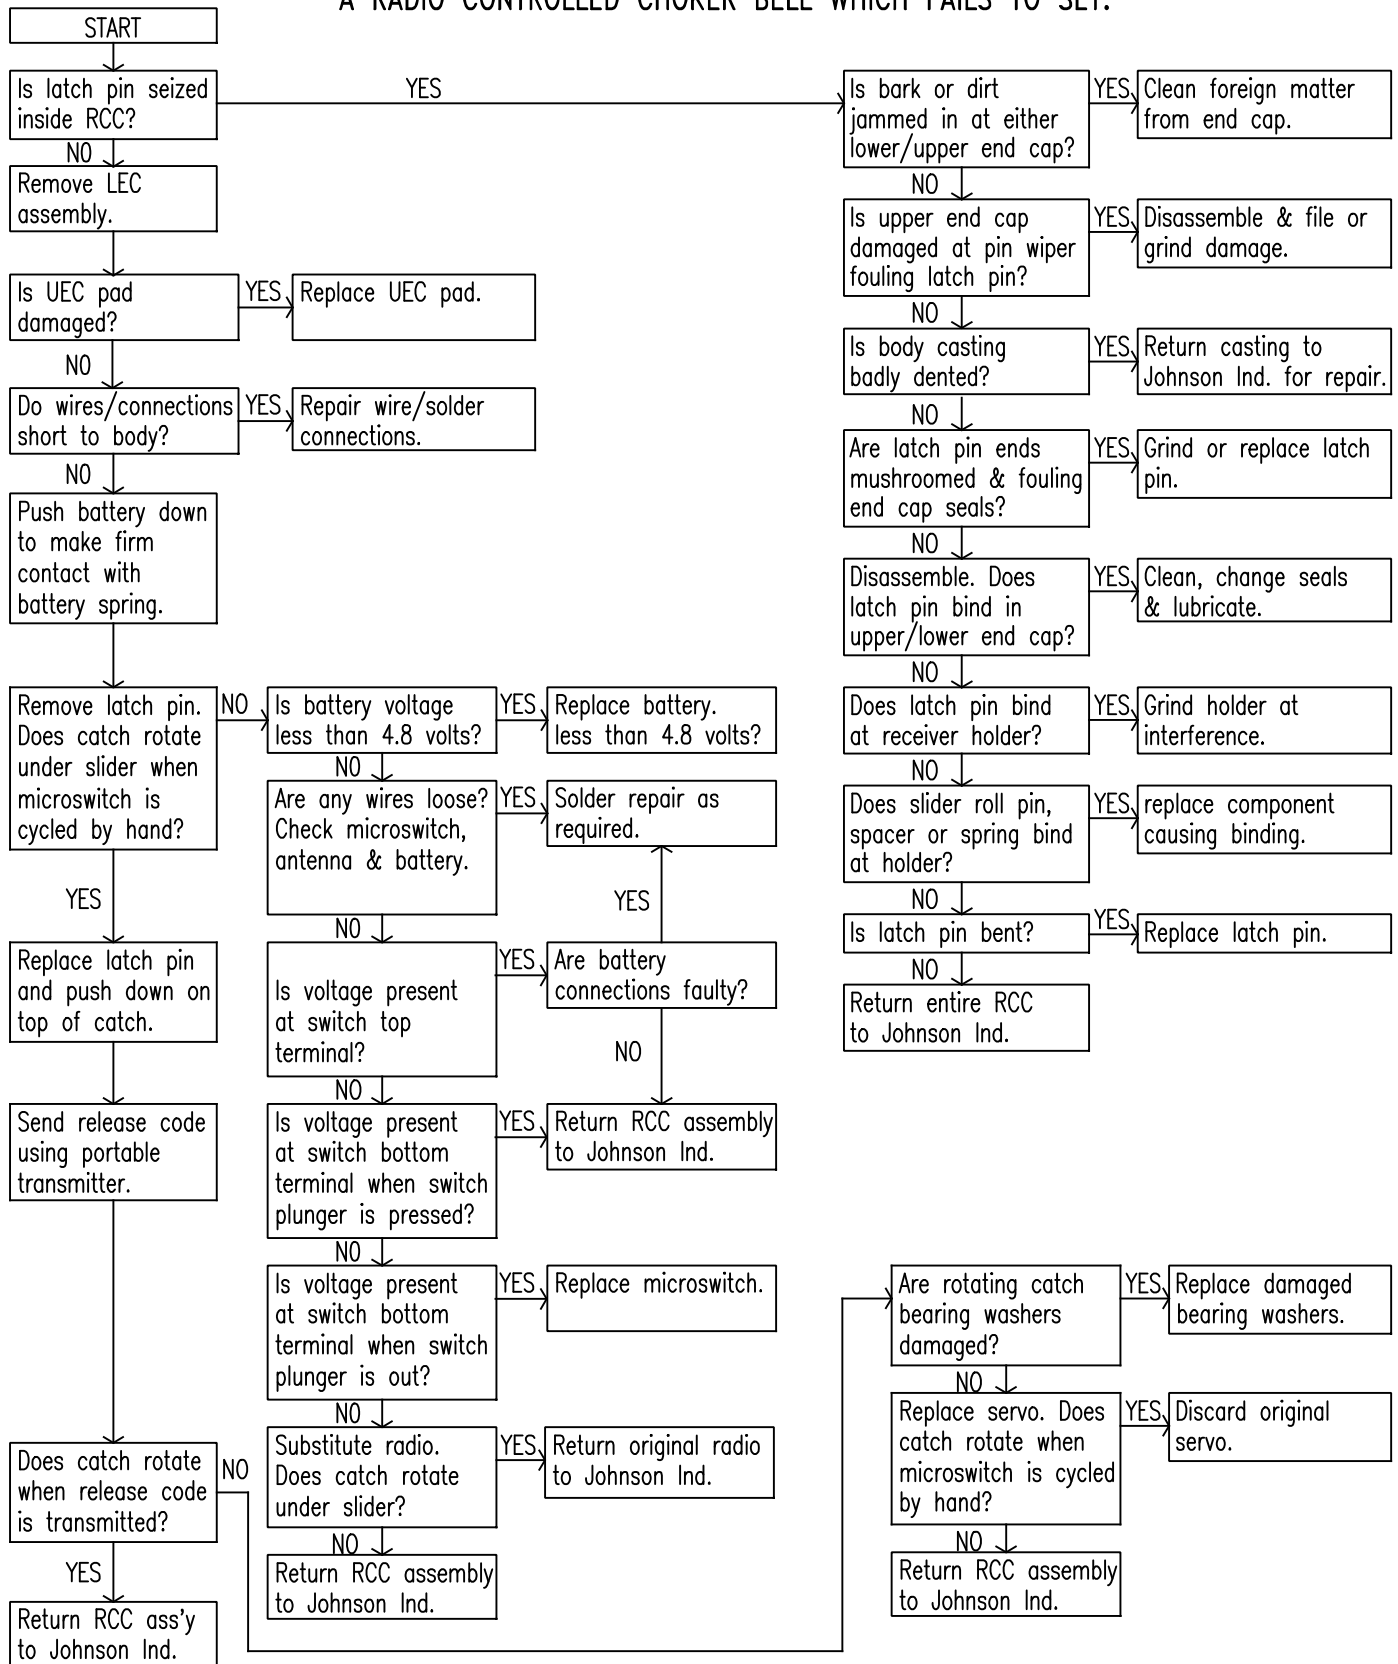 A RADIO CONTROLLED CHOKER BELL WHICH FAILS TO SET.
START
Is latch pin seized
inside RCC?
YES
NO
Remove LEC
assembly.
Is UEC pad
damaged?
YES
Replace UEC pad.
NO
Do wires/connections
short to body?
YES
Repair wire/solder
connections.
NO
Push battery down
to make firm
contact with
battery spring.
Remove latch pin.
Does catch rotate
under slider when
microswitch is
cycled by hand?
NO
YES
Replace latch pin
and push down on
top of catch.
Send release code
using portable
transmitter.
Does catch rotate
when release code
is transmitted?
NO
YES
Return RCC ass'y
to Johnson Ind.
Is battery voltage
less than 4.8 volts?
YES
Replace battery.
less than 4.8 volts?
NO
Are any wires loose?
Check microswitch,
antenna & battery.
YES
Solder repair as
required.
NO
Is voltage present
at switch top
terminal?
YES
Are battery
connections faulty?
YES
NO
NO
Is voltage present
at switch bottom
terminal when switch
plunger is pressed?
YES
Return RCC assembly
to Johnson Ind.
NO
Is voltage present
at switch bottom
terminal when switch
plunger is out?
YES
Replace microswitch.
NO
Substitute radio.
Does catch rotate
under slider?
YES
Return original radio
to Johnson Ind.
NO
Return RCC assembly
to Johnson Ind.
Is bark or dirt
jammed in at either
lower/upper end cap?
YES
Clean foreign matter
from end cap.
NO
Is upper end cap
damaged at pin wiper
fouling latch pin?
YES
Disassemble & file or
grind damage.
NO
Is body casting
badly dented?
YES
Return casting to
Johnson Ind. for repair.
NO
Are latch pin ends
mushroomed & fouling
end cap seals?
YES
Grind or replace latch
pin.
NO
Disassemble. Does
latch pin bind in
upper/lower end cap?
YES
Clean, change seals
& lubricate.
NO
Does latch pin bind
at receiver holder?
YES
Grind holder at
interference.
NO
Does slider roll pin,
spacer or spring bind
at holder?
YES
replace component
causing binding.
NO
Is latch pin bent?
YES
Replace latch pin.
NO
Return entire RCC
to Johnson Ind.
Are rotating catch
bearing washers
damaged?
YES
Replace damaged
bearing washers.
NO
Replace servo. Does
catch rotate when
microswitch is cycled
by hand?
YES
Discard original
servo.
NO
Return RCC assembly
to Johnson Ind.